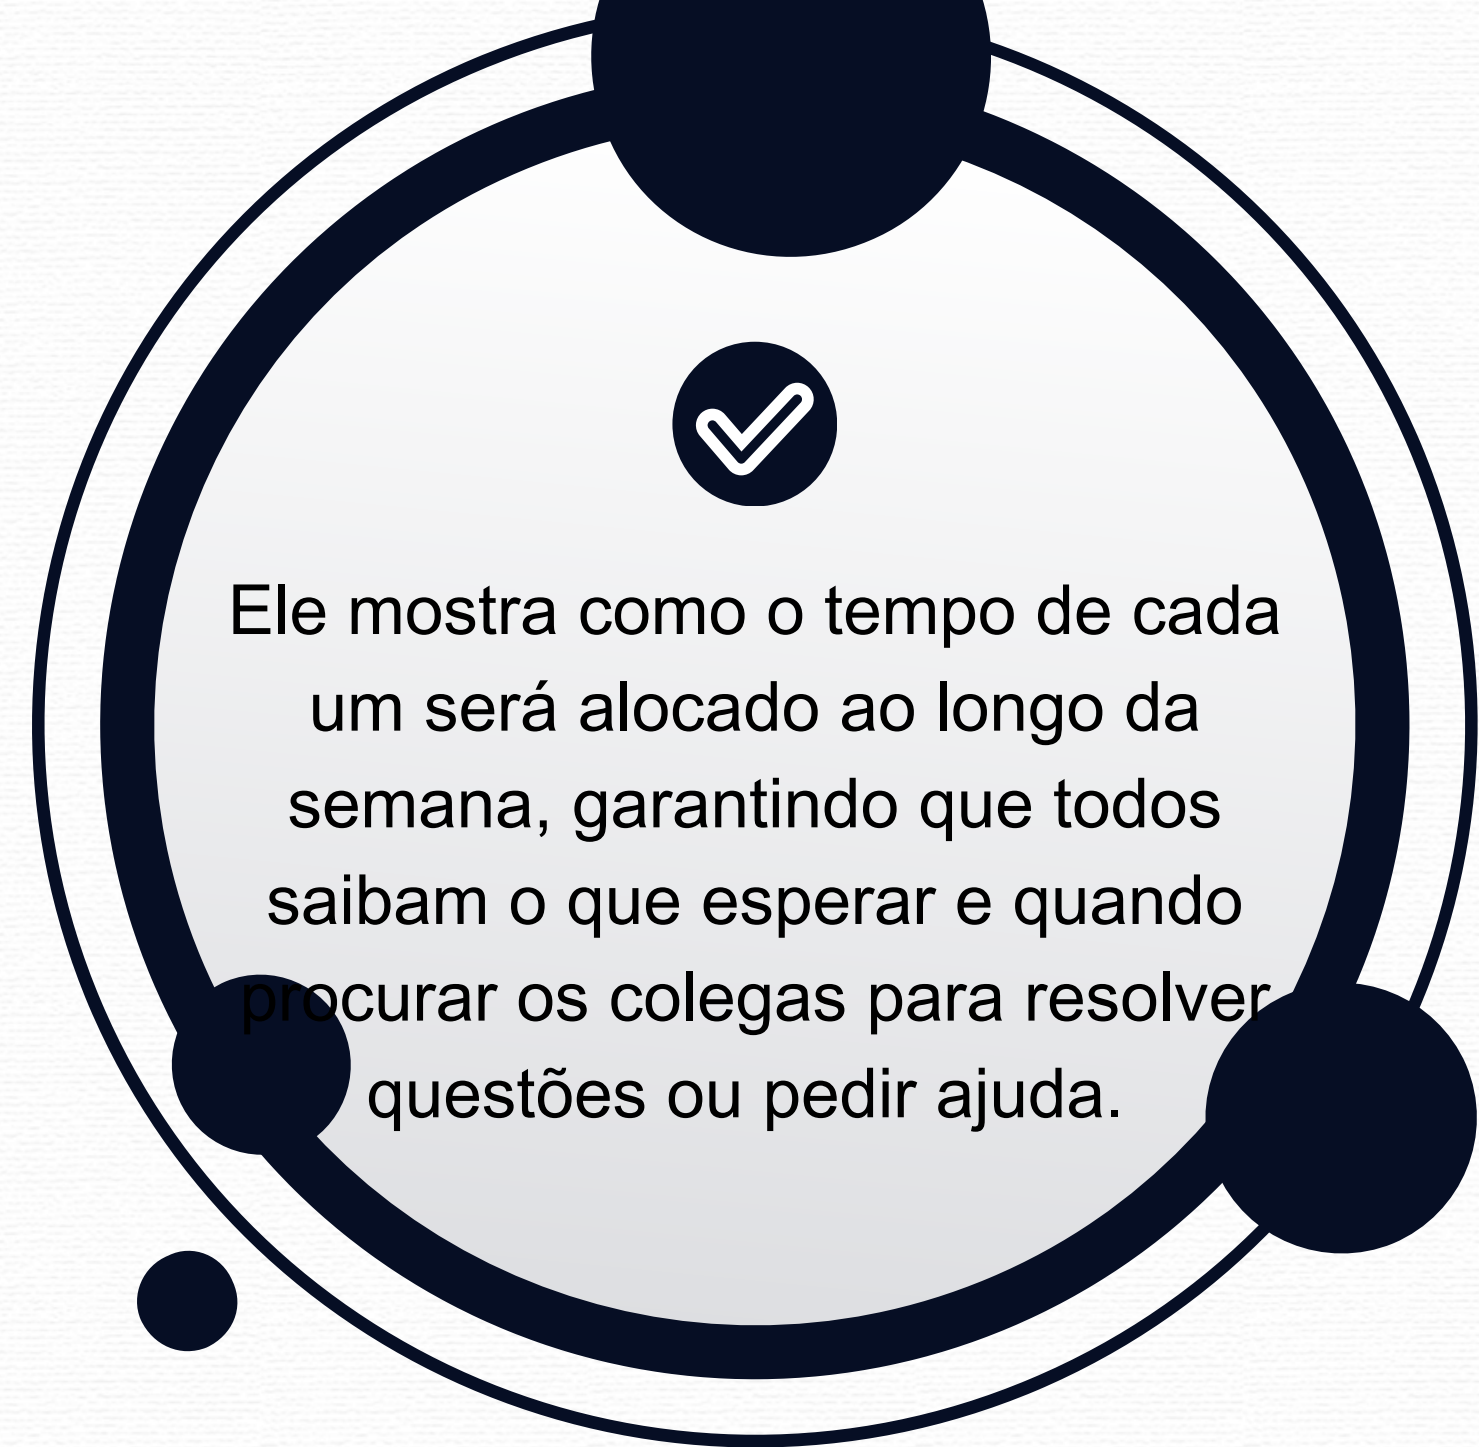 Ele mostra como o tempo de cada
um será alocado ao longo da
semana, garantindo que todos
saibam o que esperar e quando
procurar os colegas para resolver
questões ou pedir ajuda.